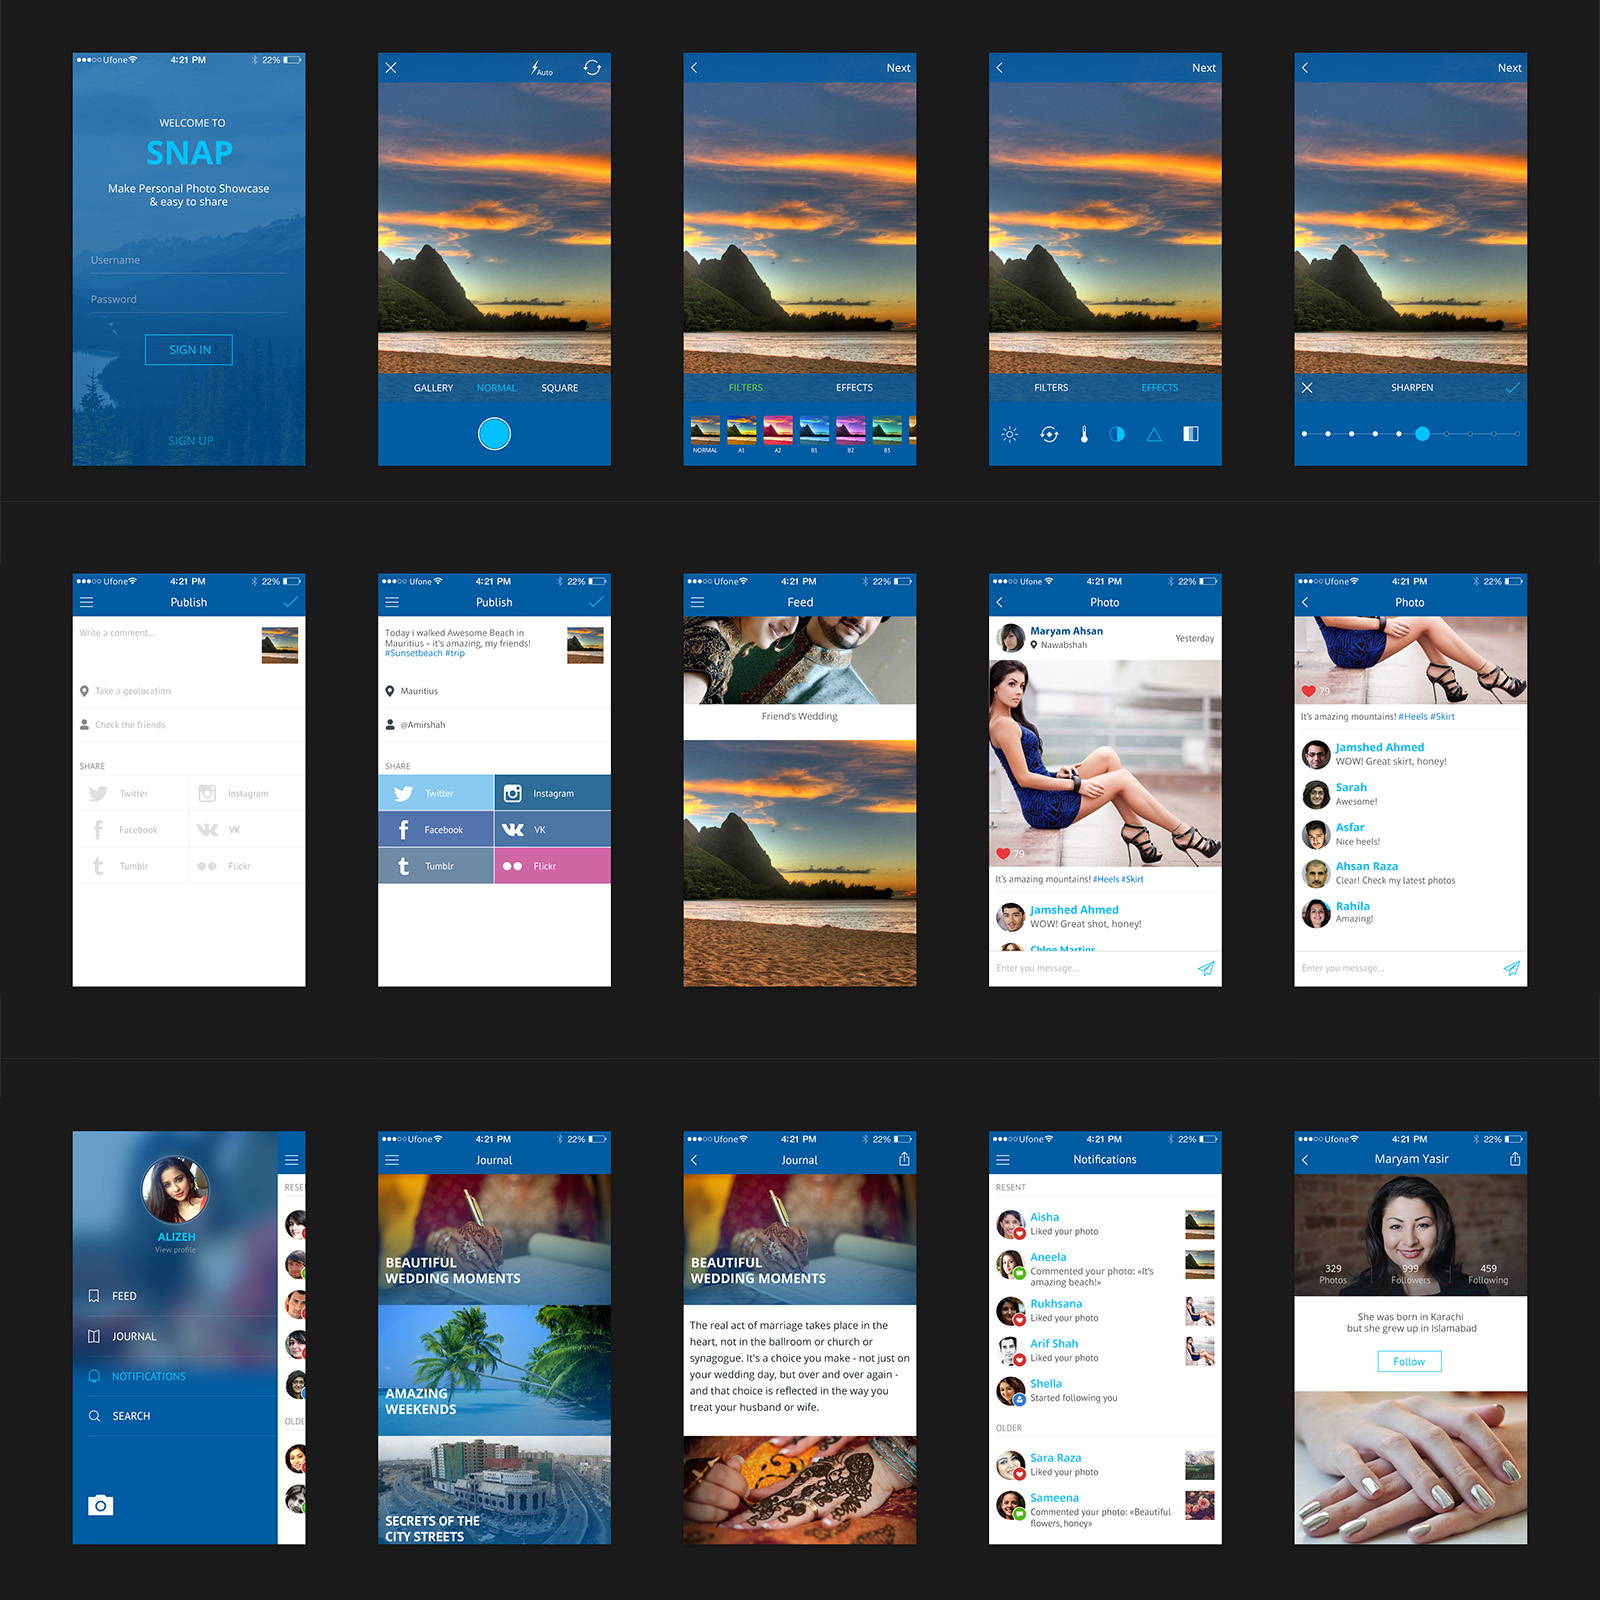 ●●●○○ Ufone 4:21 PM 22%
WELCOME TO
SNAP
Make Personal Photo Showcase
& easy to share
Username
Password
SIGN IN
SIGN UP
Auto
GALLERY NORMAL SQUARE
Next
FILTERS EFFECTS
NORMAL A1 A2 B1 B2 B3
Next
FILTERS EFFECTS
Next
SHARPEN
●●●○○ Ufone 4:21 PM 22%
Publish
Write a comment...
Take a geolocation
Check the friends
SHARE
Twitter Instagram
Facebook VK
Tumblr Flickr
●●●○○ Ufone 4:21 PM 22%
Publish
Today i walked Awesome Beach in
Mauritius – it's amazing, my friends!
#Sunsetbeach #trip
Mauritius
@Amirshah
SHARE
Twitter Instagram
Facebook VK
Tumblr Flickr
●●●○○ Ufone 4:21 PM 22%
Feed
Friend's Wedding
●●●○○ Ufone 4:21 PM 22%
Photo
Maryam Ahsan
Nawabshah
Yesterday
79
It's amazing mountains! #Heels #Skirt
Jamshed Ahmed
WOW! Great shot, honey!
Chloe Martins
Enter you message...
●●●○○ Ufone 4:21 PM 22%
Photo
79
It's amazing mountains! #Heels #Skirt
Jamshed Ahmed
WOW! Great skirt, honey!
Sarah
Awesome!
Asfar
Nice heels!
Ahsan Raza
Clear! Check my latest photos
Rahila
Amazing!
Enter you message...
ALIZEH
View profile
FEED
JOURNAL
NOTIFICATIONS
SEARCH
RESE
OLDE
●●●○○ Ufone 4:21 PM 22%
Journal
BEAUTIFUL
WEDDING MOMENTS
AMAZING
WEEKENDS
SECRETS OF THE
CITY STREETS
●●●○○ Ufone 4:21 PM 22%
Journal
BEAUTIFUL
WEDDING MOMENTS
The real act of marriage takes place in the
heart, not in the ballroom or church or
synagogue. It's a choice you make - not just on
your wedding day, but over and over again -
and that choice is reflected in the way you
treat your husband or wife.
●●●○○ Ufone 4:21 PM 22%
Notifications
RESENT
Aisha
Liked your photo
Aneela
Commented your photo: «It's
amazing beach!»
Rukhsana
Liked your photo
Arif Shah
Liked your photo
Shella
Started following you
OLDER
Sara Raza
Liked your photo
Sameena
Commented your photo: «Beautiful
flowers, honey»
●●●○○ Ufone 4:21 PM 22%
Maryam Yasir
329 999 459
Photos Followers Following
She was born in Karachi
but she grew up in Islamabad
Follow